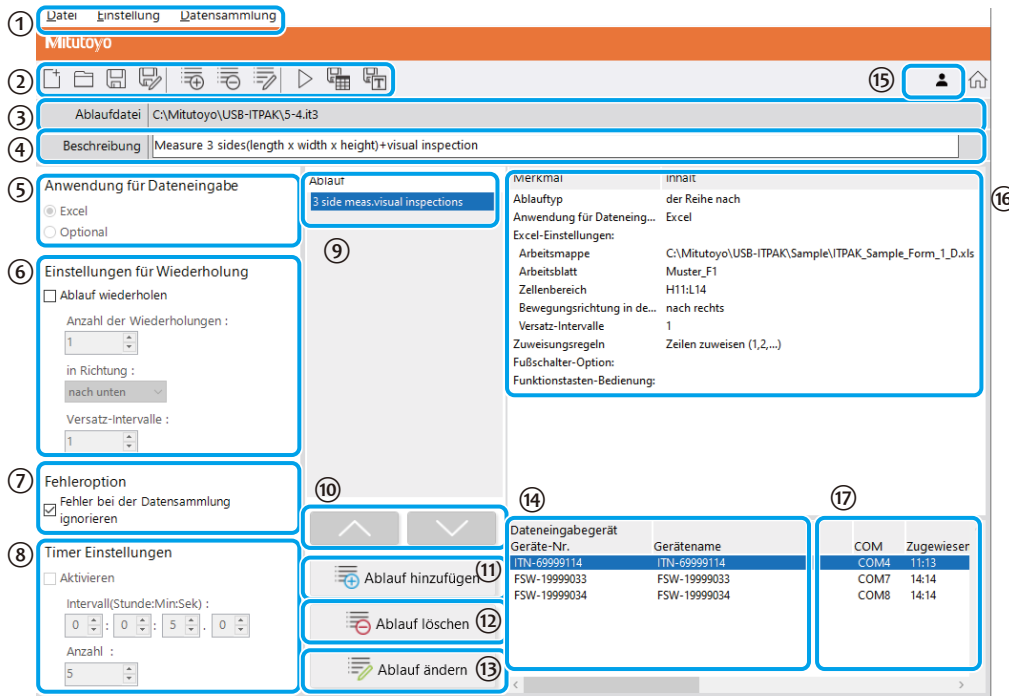 ① Datei Einstellung Datensammlung
Mitutoyo
② ⑮
③ Ablaufdatei C:\Mitutoyo\USB-ITPAK\5-4.it3
④ Beschreibung Measure 3 sides(length x width x height)+visual inspection
⑤ Anwendung für Dateneingabe
Excel
Optional
⑥ Einstellungen für Wiederholung
Ablauf wiederholen
Anzahl der Wiederholungen :
1
in Richtung :
nach unten
Versatz-Intervalle :
1
⑦ Fehleroption
Fehler bei der Datensammlung
ignorieren
⑧ Timer Einstellungen
Aktivieren
Intervall(Stunde:Min:Sek) :
0 : 0 : 5 . 0
Anzahl :
5
Ablauf
3 side meas.visual inspections
⑨
⑩
Ablauf hinzufügen ⑪
Ablauf löschen ⑫
Ablauf ändern ⑬
Merkmal Inhalt
⑯
Ablauftyp der Reihe nach
Anwendung für Dateneing... Excel
Excel-Einstellungen:
Arbeitsmappe C:\Mitutoyo\USB-ITPAK\Sample\ITPAK_Sample_Form_1_D.xls
Arbeitsblatt Muster_F1
Zellenbereich H11:L14
Bewegungsrichtung in de... nach rechts
Versatz-Intervalle 1
Zuweisungsregeln Zeilen zuweisen (1,2,...)
Fußschalter-Option:
Funktionstasten-Bedienung:
⑭ ⑰
Dateneingabegerät
Geräte-Nr. Gerätename COM Zugewieser
ITN-69999114 ITN-69999114 COM4 11:13
FSW-19999033 FSW-19999033 COM7 14:14
FSW-19999034 FSW-19999034 COM8 14:14